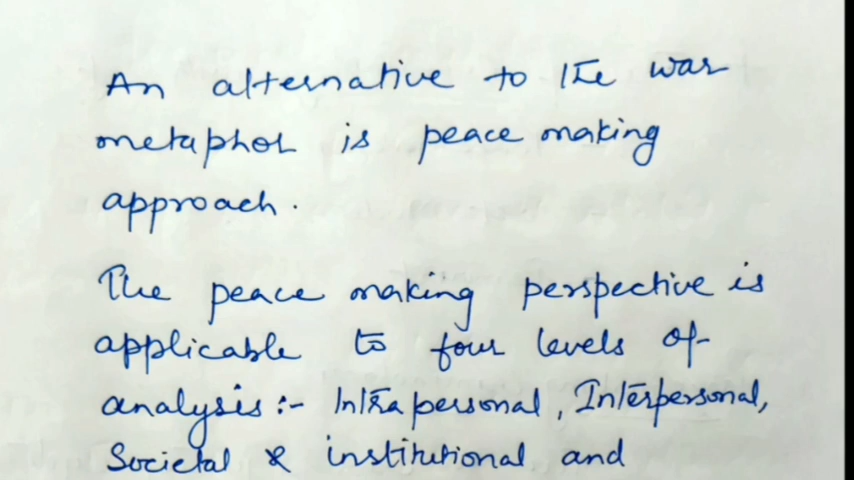 An alternative to the war
metaphor is peace making
approach.
The peace making perspective is
applicable to four levels of
analysis:- Intrapersonal, Interpersonal,
Societal & institutional and